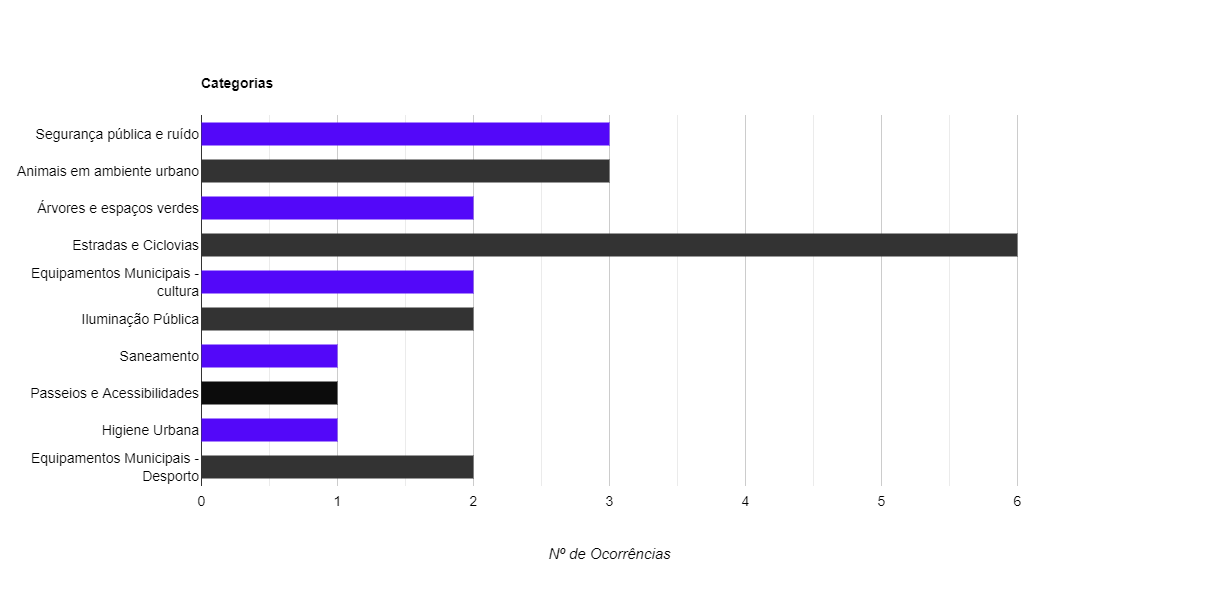 Categorias
Segurança pública e ruído
Animais em ambiente urbano
Árvores e espaços verdes
Estradas e Ciclovias
Equipamentos Municipais -
cultura
Iluminação Pública
Saneamento
Passeios e Acessibilidades
Higiene Urbana
Equipamentos Municipais -
Desporto
0 1 2 3 4 5 6
Nº de Ocorrências